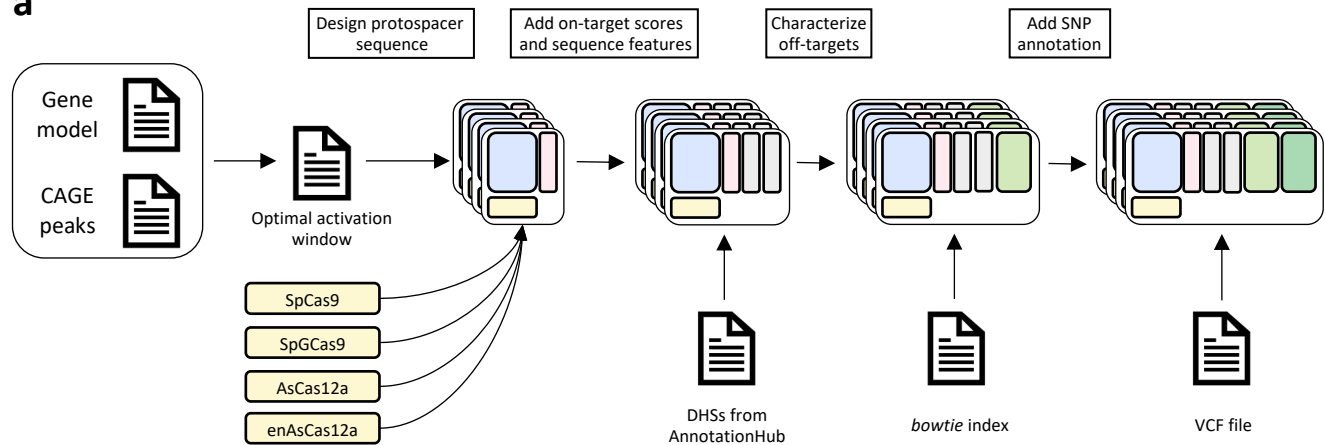 a
Design protospacer
sequence
Add on-target scores
and sequence features
Characterize
off-targets
Add SNP
annotation
Gene
model
CAGE
peaks
Optimal activation
window
SpCas9
SpGCas9
AsCas12a
enAsCas12a
DHSs from
AnnotationHub
bowtie index
VCF file